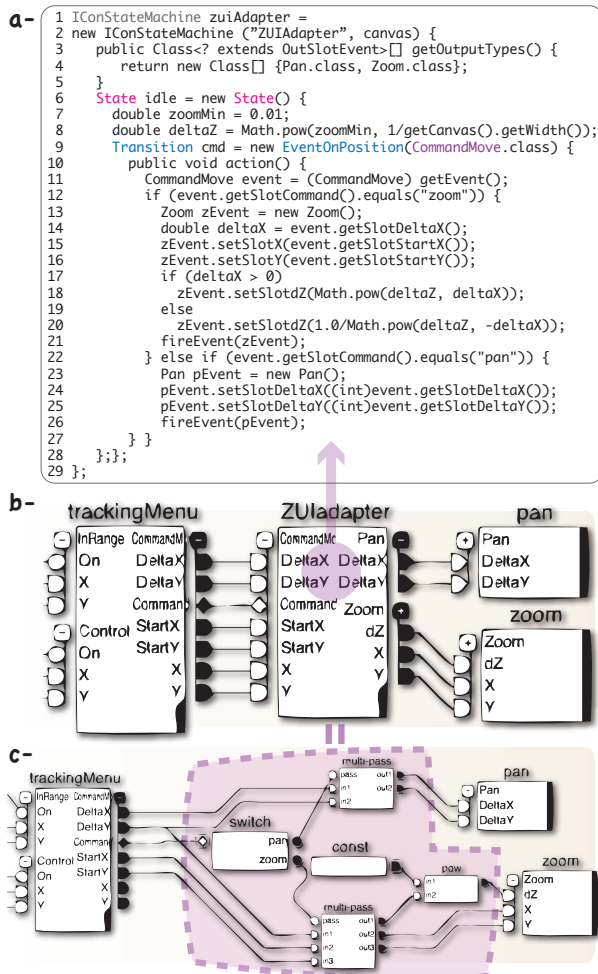 a-
1 IConStateMachine zuiAdapter =
2 new IConStateMachine ("ZUIAdapter", canvas) {
3 public Class<? extends OutSlotEvent>[] getOutputTypes() {
4 return new Class[] {Pan.class, Zoom.class};
5 }
6 State idle = new State() {
7 double zoomMin = 0.01;
8 double deltaZ = Math.pow(zoomMin, 1/getCanvas().getWidth());
9 Transition cmd = new EventOnPosition(CommandMove.class) {
10 public void action() {
11 CommandMove event = (CommandMove) getEvent();
12 if (event.getSlotCommand().equals("zoom")) {
13 Zoom zEvent = new Zoom();
14 double deltaX = event.getSlotDeltaX();
15 zEvent.setSlotX(event.getSlotStartX());
16 zEvent.setSlotY(event.getSlotStartY());
17 if (deltaX > 0)
18 zEvent.setSlotdZ(Math.pow(deltaZ, deltaX));
19 else
20 zEvent.setSlotdZ(1.0/Math.pow(deltaZ, -deltaX));
21 fireEvent(zEvent);
22 } else if (event.getSlotCommand().equals("pan")) {
23 Pan pEvent = new Pan();
24 pEvent.setSlotDeltaX((int)event.getSlotDeltaX());
25 pEvent.setSlotDeltaY((int)event.getSlotDeltaY());
26 fireEvent(pEvent);
27 } }
28 };};
29 };
b-
trackingMenu
InRange CommandM
On DeltaX
X DeltaY
Y Command
Control StartX
On StartY
X X
Y Y
ZUIadapter
CommandMo Pan
DeltaX DeltaX
DeltaY DeltaY
Command Zoom
StartX dZ
StartY X
X Y
Y
pan
Pan
DeltaX
DeltaY
zoom
Zoom
dZ
X
Y
c-
trackingMenu
InRange CommandM
On DeltaX
X DeltaY
Y Command
Control StartX
On StartY
X X
Y Y
switch
pan
zoom
multi-pass
pass out1
in1 out2
in2
const
pow
in1
in2
multi-pass
pass out1
in1 out2
in2 out3
in3
pan
Pan
DeltaX
DeltaY
zoom
Zoom
dZ
X
Y